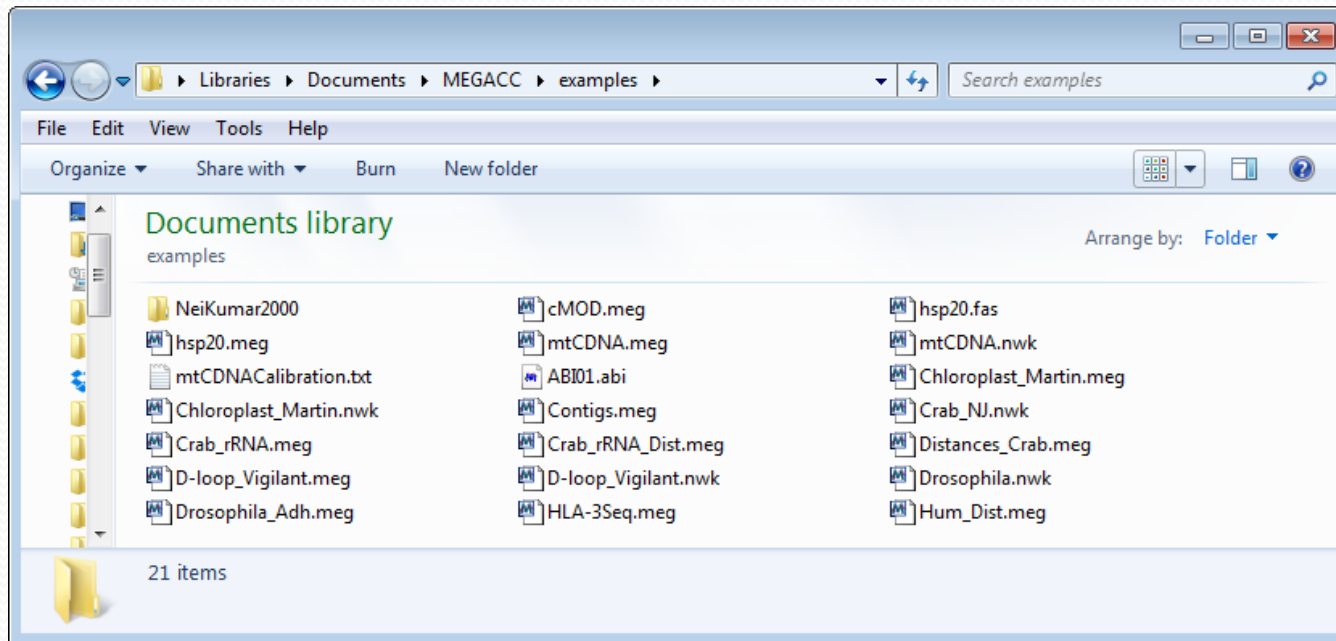 Libraries Documents MEGACC examples Search examples
File Edit View Tools Help
Organize Share with Burn New folder
Documents library
examples
Arrange by: Folder
NeiKumar2000 cMOD.meg hsp20.fas
hsp20.meg mtCDNA.meg mtCDNA.nwk
mtCDNACalibration.txt ABI01.abi Chloroplast_Martin.meg
Chloroplast_Martin.nwk Contigs.meg Crab_NJ.nwk
Crab_rRNA.meg Crab_rRNA_Dist.meg Distances_Crab.meg
D-loop_Vigilant.meg D-loop_Vigilant.nwk Drosophila.nwk
Drosophila_Adh.meg HLA-3Seq.meg Hum_Dist.meg
21 items